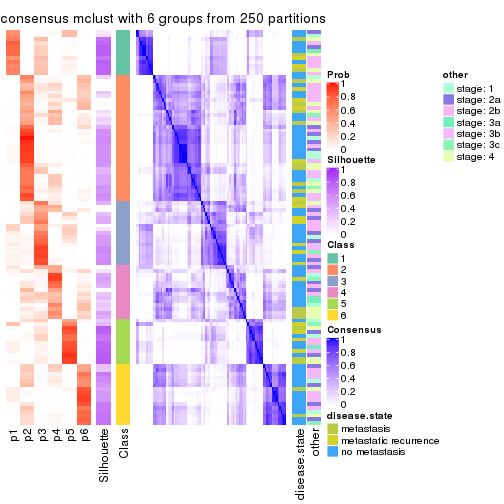 consensus mclust with 6 groups from 250 partitions
Prob
1
0.8
0.6
0.4
0.2
0
Silhouette
1
0.8
0.6
0.4
0.2
0
Class
1
2
3
4
5
6
Consensus
1
0.8
0.6
0.4
0.2
0
disease.state
metastasis
metastatic recurrence
no metastasis
other
stage: 1
stage: 2a
stage: 2b
stage: 3a
stage: 3b
stage: 3c
stage: 4
p1
p2
p3
p4
p5
p6
Silhouette
Class
disease.state
other